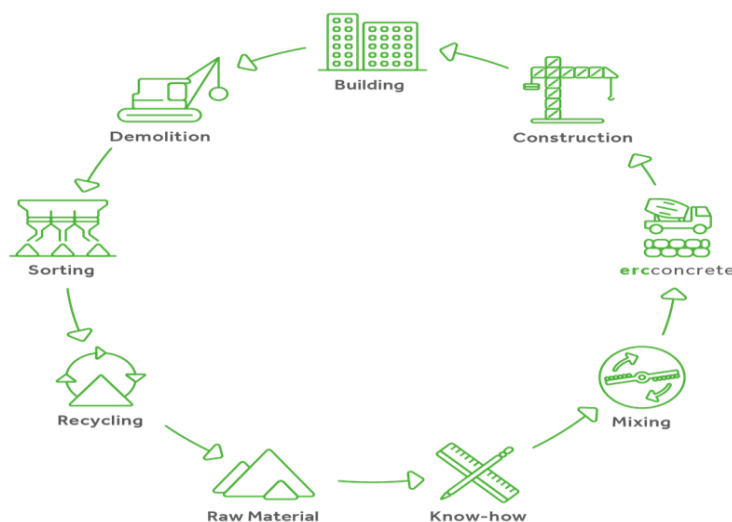 Building
Demolition
Construction
Sorting
ercconcrete
Recycling
Mixing
Raw Material
Know-how